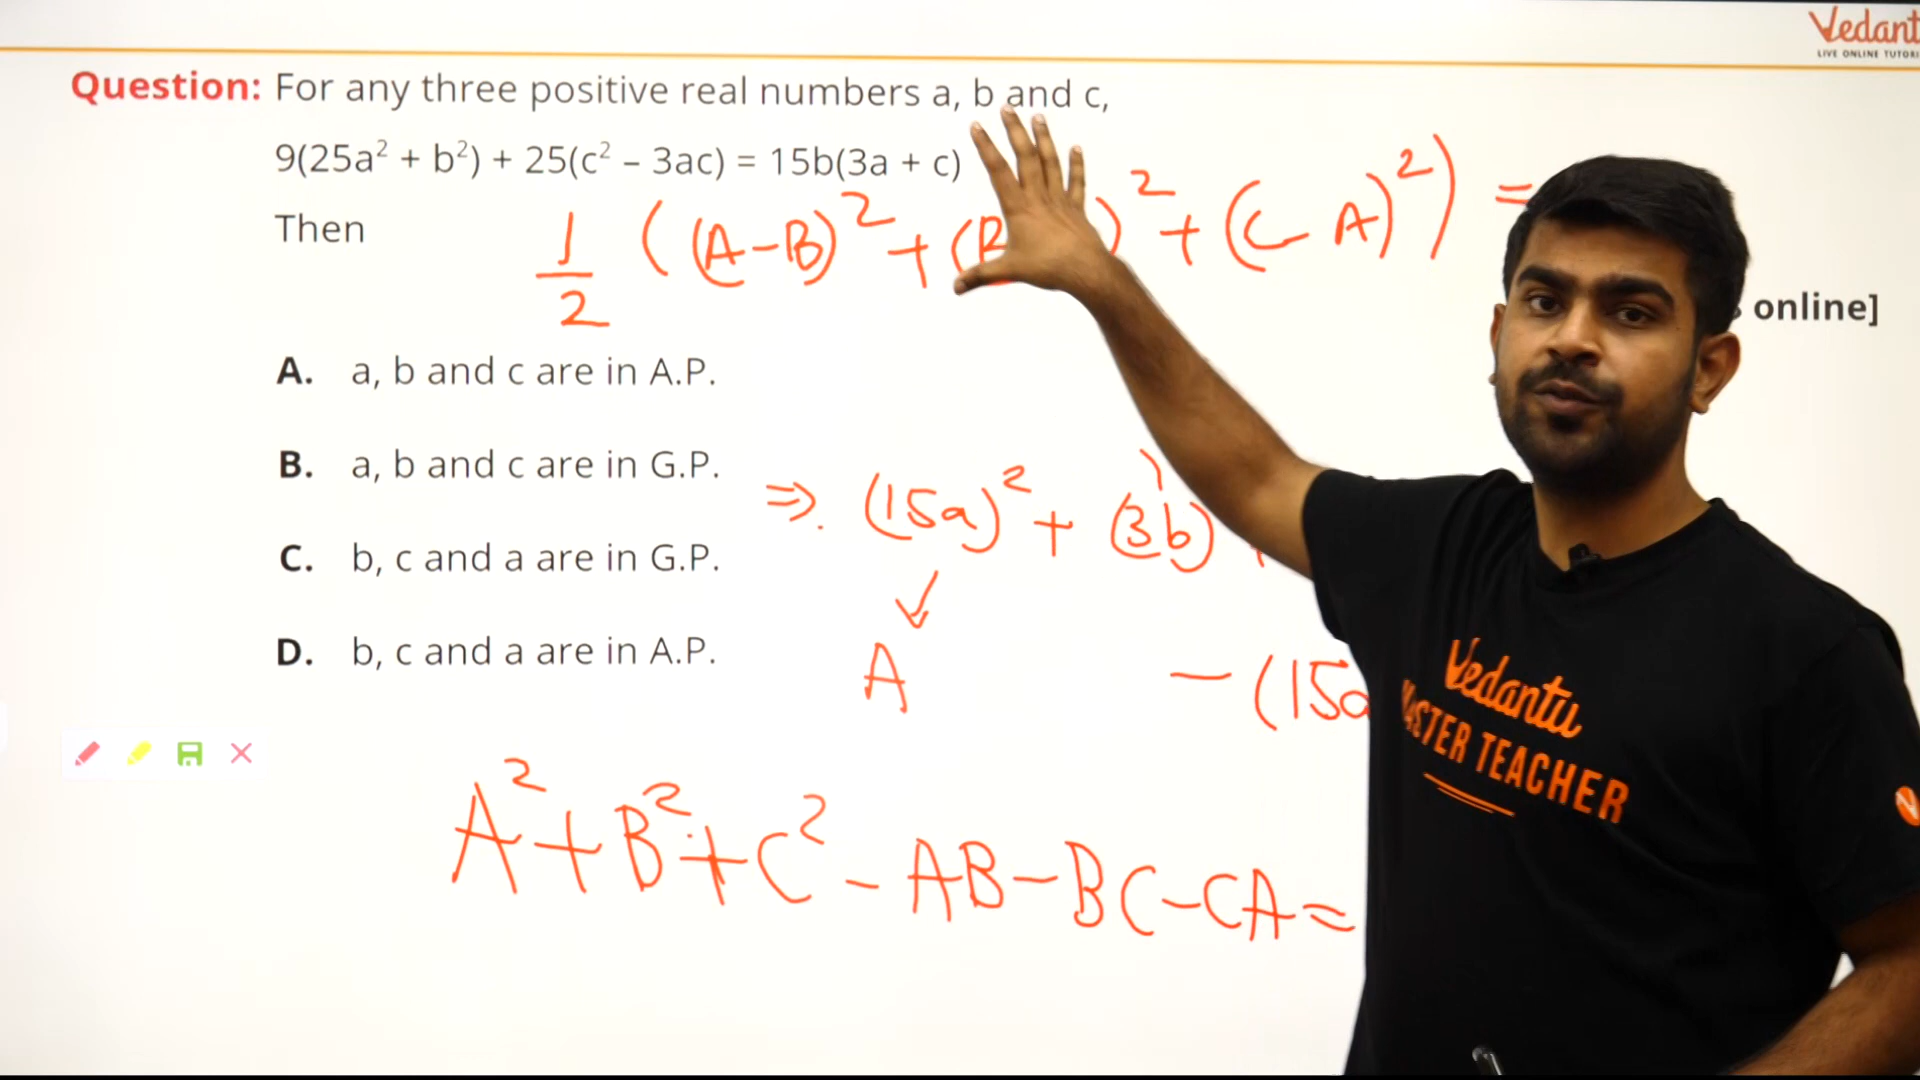 Vedant
LIVE ONLINE TUTORI
Question: For any three positive real numbers a, b and c,
9(25a² + b²) + 25(c² – 3ac) = 15b(3a + c)
Then
1/2 ((A-B)² + (B )² + (C A)²) =
online]
A. a, b and c are in A.P.
B. a, b and c are in G.P.
⇒. (15a)² + (3b)
C. b, c and a are in G.P.
D. b, c and a are in A.P.
A
- (15a
Vedantu
MASTER TEACHER
A² + B² + C² - AB - BC - CA =